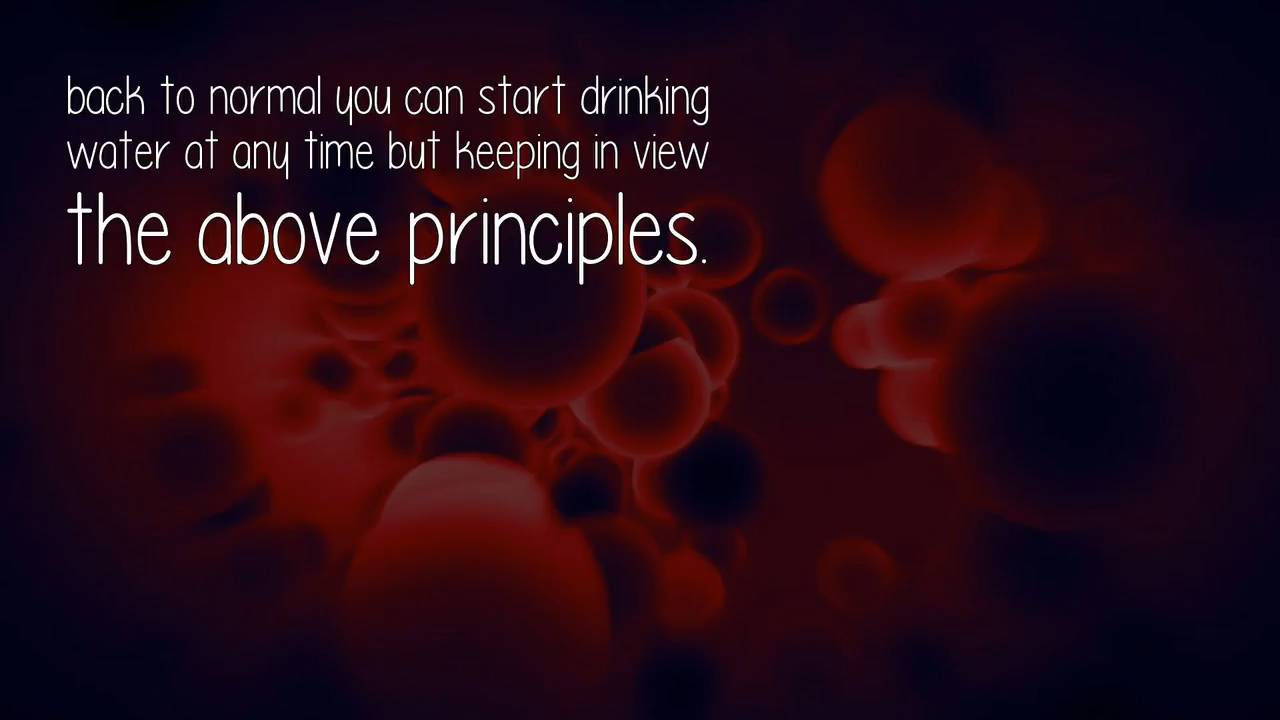 back to normal you can start drinking
water at any time but keeping in view
the above principles.